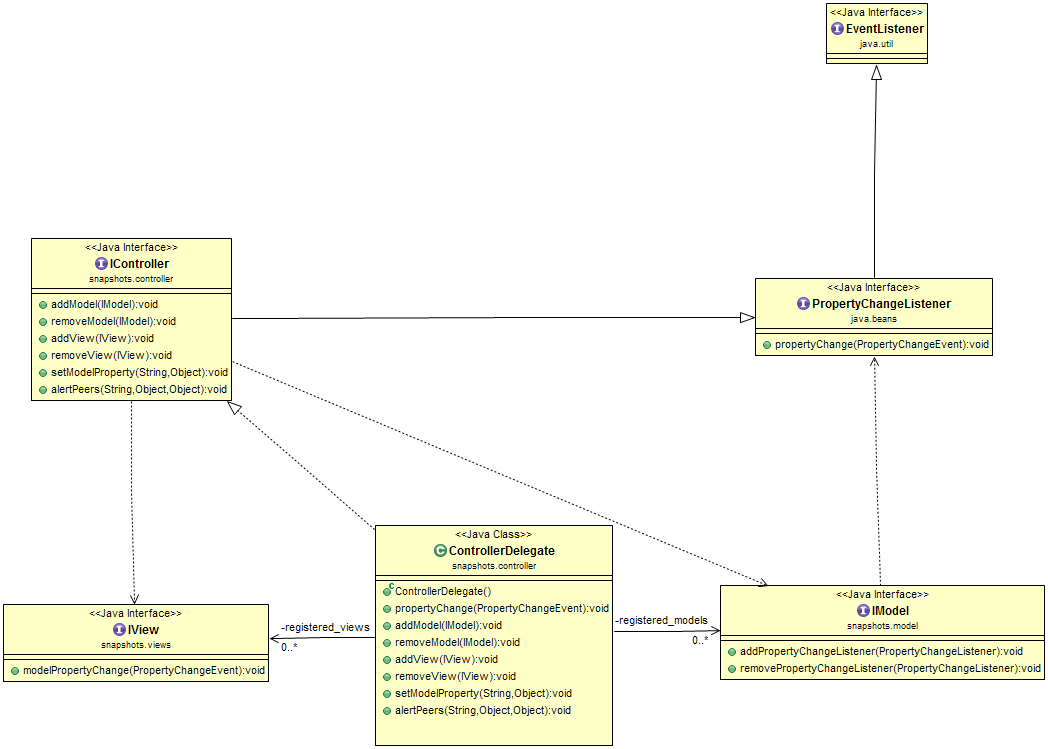 <<Java Interface>>
EventListener
java.util
<<Java Interface>>
IController
snapshots.controller
addModel(IModel):void
removeModel(IModel):void
addView(IView):void
removeView(IView):void
setModelProperty(String,Object):void
alertPeers(String,Object,Object):void
<<Java Interface>>
PropertyChangeListener
java.beans
propertyChange(PropertyChangeEvent):void
<<Java Class>>
ControllerDelegate
snapshots.controller
ControllerDelegate()
propertyChange(PropertyChangeEvent):void
addModel(IModel):void
removeModel(IModel):void
addView(IView):void
removeView(IView):void
setModelProperty(String,Object):void
alertPeers(String,Object,Object):void
-registered_views
0..*
-registered_models
0..*
<<Java Interface>>
IView
snapshots.views
modelPropertyChange(PropertyChangeEvent):void
<<Java Interface>>
IModel
snapshots.model
addPropertyChangeListener(PropertyChangeListener):void
removePropertyChangeListener(PropertyChangeListener):void